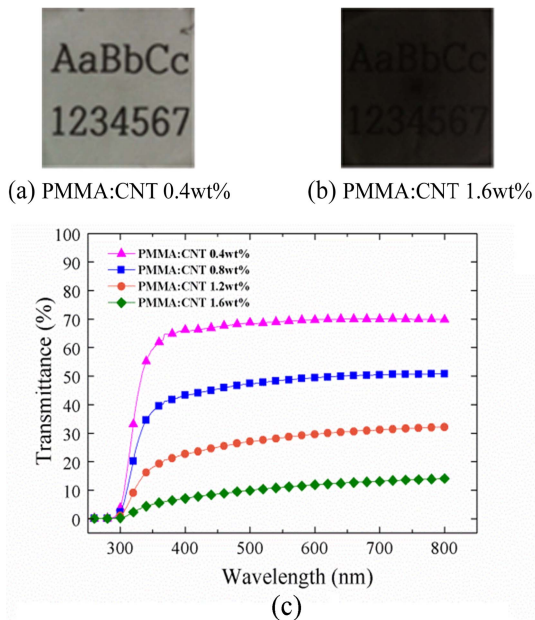 AaBbCc
1234567
AaBbCc
1234567
(a) PMMA:CNT 0.4wt%
(b) PMMA:CNT 1.6wt%
100
90
80
70
60
50
40
30
20
10
0
Transmittance (%)
PMMA:CNT 0.4wt%
PMMA:CNT 0.8wt%
PMMA:CNT 1.2wt%
PMMA:CNT 1.6wt%
300 400 500 600 700 800
Wavelength (nm)
(c)